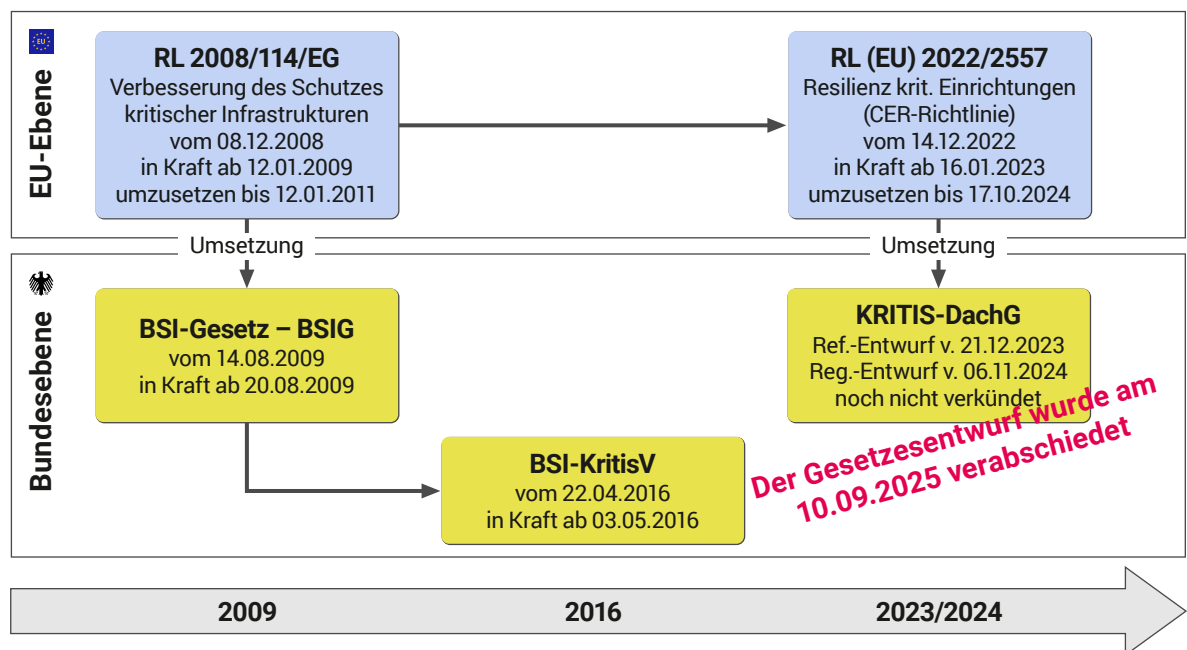 EU-Ebene
RL 2008/114/EG
Verbesserung des Schutzes
kritischer Infrastrukturen
vom 08.12.2008
in Kraft ab 12.01.2009
umzusetzen bis 12.01.2011
RL (EU) 2022/2557
Resilienz krit. Einrichtungen
(CER-Richtlinie)
vom 14.12.2022
in Kraft ab 16.01.2023
umzusetzen bis 17.10.2024
Umsetzung
Umsetzung
Bundesebene
BSI-Gesetz – BSIG
vom 14.08.2009
in Kraft ab 20.08.2009
KRITIS-DachG
Ref.-Entwurf v. 21.12.2023
Reg.-Entwurf v. 06.11.2024
noch nicht verkündet
BSI-KritisV
vom 22.04.2016
in Kraft ab 03.05.2016
Der Gesetzesentwurf wurde am
10.09.2025 verabschiedet
2009
2016
2023/2024